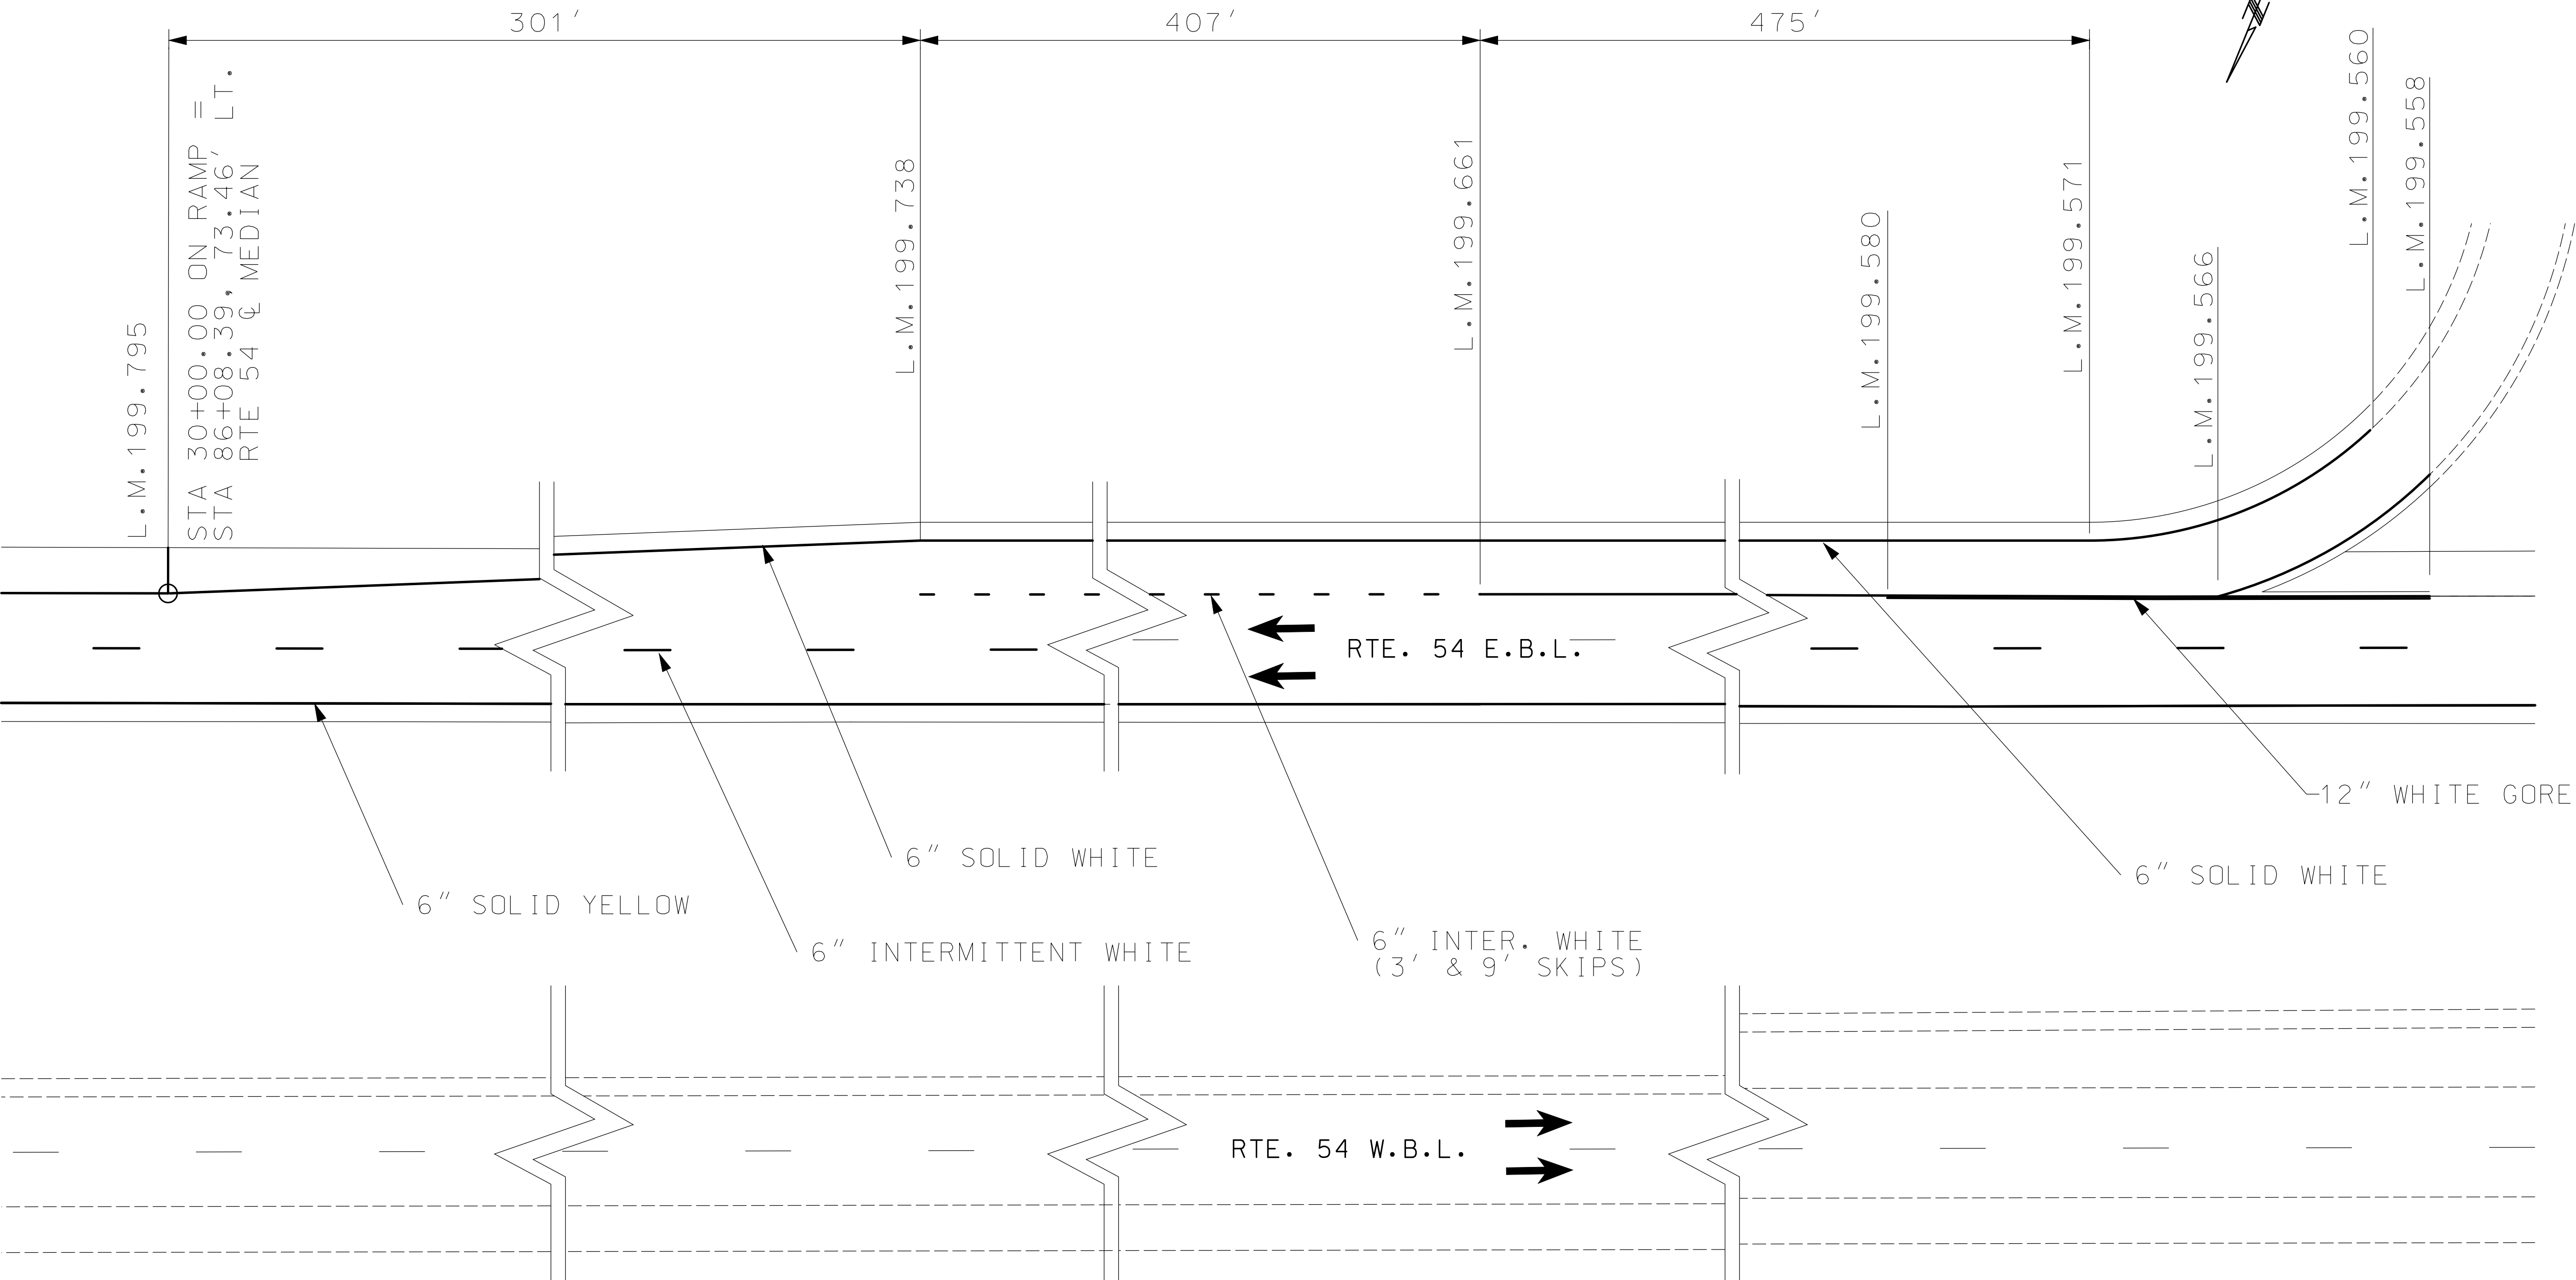 301'
407'
475'
L.M.199.795
STA 30+00.00 ON RAMP =
STA 86+08.39, 73.46' LT.
RTE 54 ℄ MEDIAN
L.M.199.738
L.M.199.661
L.M.199.580
L.M.199.571
L.M.199.566
L.M.199.560
L.M.199.558
RTE. 54 E.B.L.
12" WHITE GORE
6" SOLID WHITE
6" SOLID WHITE
6" SOLID YELLOW
6" INTERMITTENT WHITE
6" INTER. WHITE
(3' & 9' SKIPS)
RTE. 54 W.B.L.